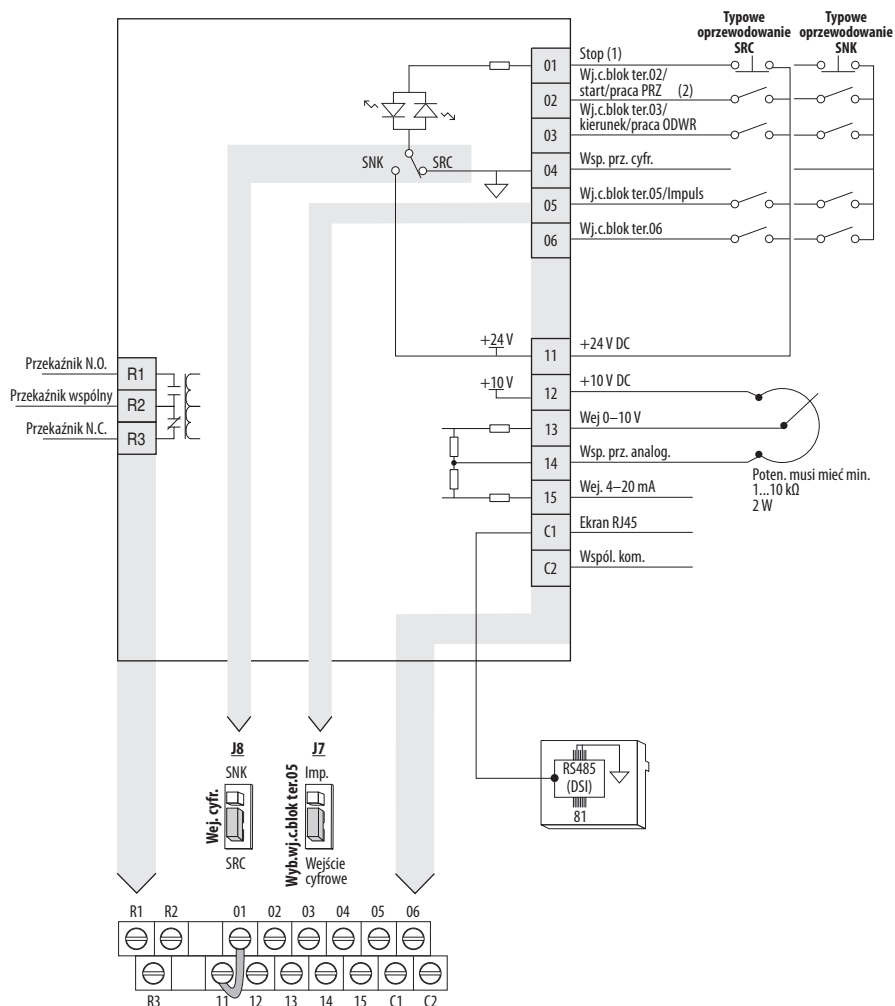 Typowe
oprzewodowanie
SRC
Typowe
oprzewodowanie
SNK
01
Stop (1)
Wj.c.blok ter.02/
02
start/praca PRZ (2)
Wj.c.blok ter.03/
03
kierunek/praca ODWR
SNK
SRC
04
Wsp. prz. cyfr.
05
Wj.c.blok ter.05/Impuls
06
Wj.c.blok ter.06
+24 V
11
+24 V DC
+10 V
12
+10 V DC
13
Wej 0–10 V
14
Wsp. prz. analog.
15
Wej. 4–20 mA
C1
Ekran RJ45
C2
Wspól. kom.
Poten. musi mieć min.
1...10 kΩ
2 W
Przekaźnik N.O.
R1
Przekaźnik wspólny
R2
Przekaźnik N.C.
R3
J8
SNK
Wej. cyfr.
SRC
J7
Imp.
Wyb.wj.c.blok ter.05
Wejście
cyfrowe
RS485
(DSI)
81
R1 R2 01 02 03 04 05 06
R3 11 12 13 14 15 C1 C2